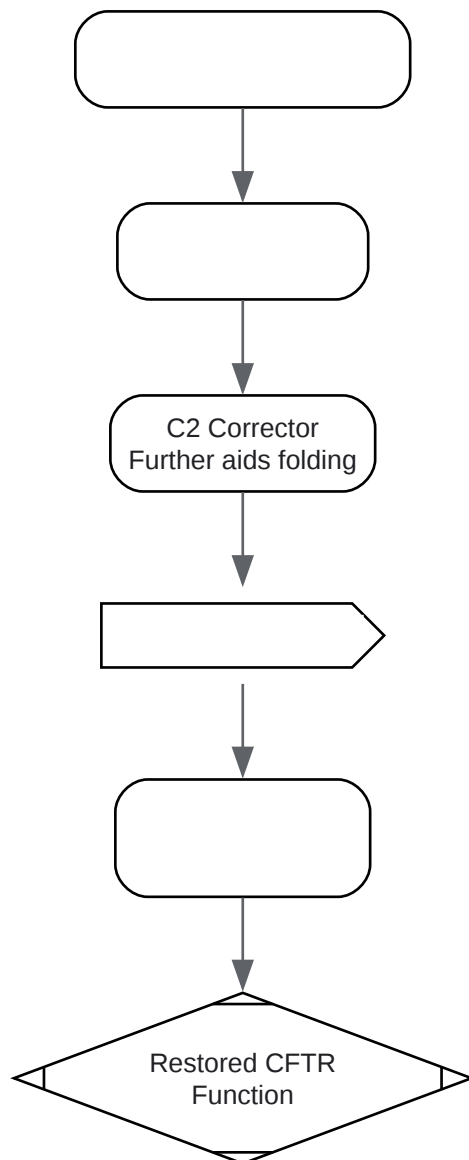 C2 Corrector
Further aids folding
Restored CFTR
Function